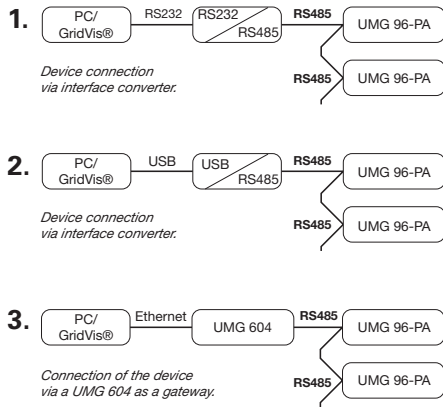 1.
PC/
GridVis®
RS232
RS232
RS485
RS485
UMG 96-PA
Device connection
via interface converter.
RS485
UMG 96-PA
2.
PC/
GridVis®
USB
USB
RS485
RS485
UMG 96-PA
Device connection
via interface converter.
RS485
UMG 96-PA
3.
PC/
GridVis®
Ethernet
UMG 604
RS485
UMG 96-PA
Connection of the device
via a UMG 604 as a gateway.
RS485
UMG 96-PA